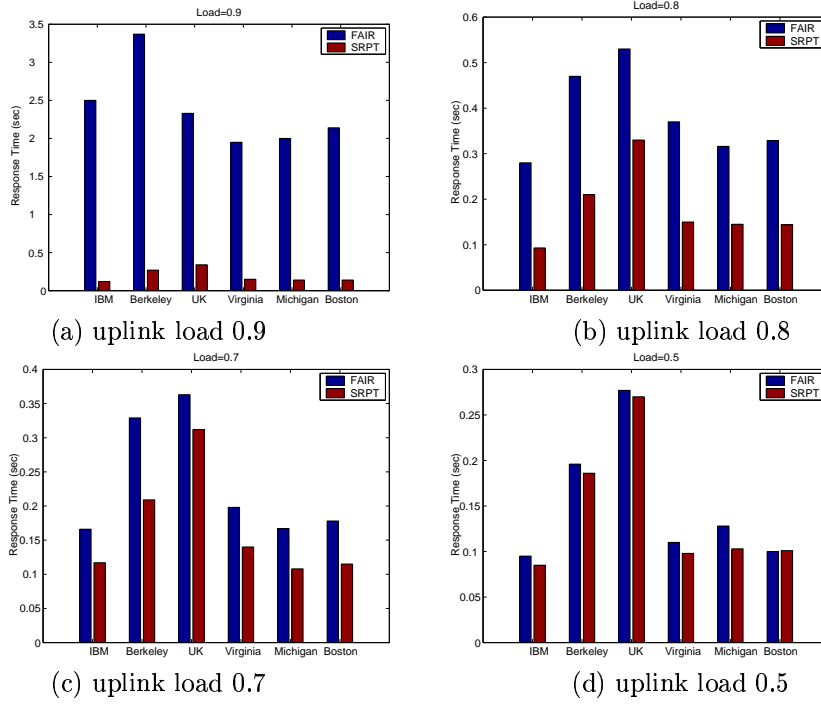 Load=0.9
FAIR
SRPT
Response Time (sec)
3.5
3
2.5
2
1.5
1
0.5
0
IBM Berkeley UK Virginia Michigan Boston
(a) uplink load 0.9
Load=0.8
FAIR
SRPT
Response Time (sec)
0.6
0.5
0.4
0.3
0.2
0.1
0
IBM Berkeley UK Virginia Michigan Boston
(b) uplink load 0.8
Load=0.7
FAIR
SRPT
Response Time (sec)
0.4
0.35
0.3
0.25
0.2
0.15
0.1
0.05
0
IBM Berkeley UK Virginia Michigan Boston
(c) uplink load 0.7
Load=0.5
FAIR
SRPT
Response Time (sec)
0.3
0.25
0.2
0.15
0.1
0.05
0
IBM Berkeley UK Virginia Michigan Boston
(d) uplink load 0.5